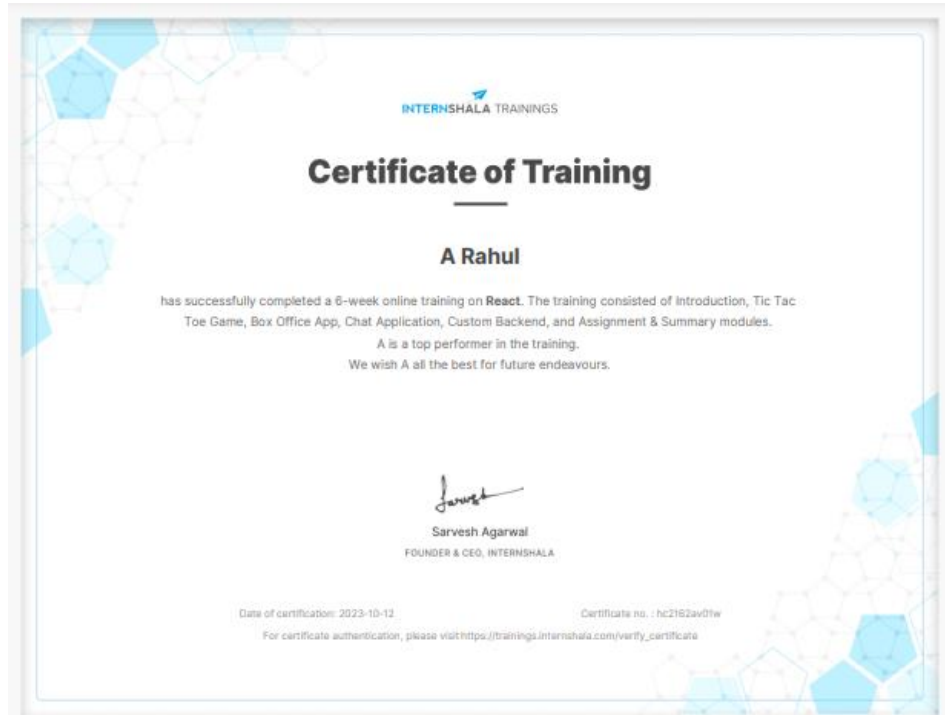 INTERNSHALA TRAININGS
Certificate of Training
A Rahul
has successfully completed a 6-week online training on React. The training consisted of Introduction, Tic Tac
Toe Game, Box Office App, Chat Application, Custom Backend, and Assignment & Summary modules.
A is a top performer in the training.
We wish A all the best for future endeavours.
Sarvesh
Sarvesh Agarwal
FOUNDER & CEO, INTERNSHALA
Date of certification: 2023-10-12
Certificate no. : hc2162av01w
For certificate authentication, please visit https://trainings.internshala.com/verify_certificate